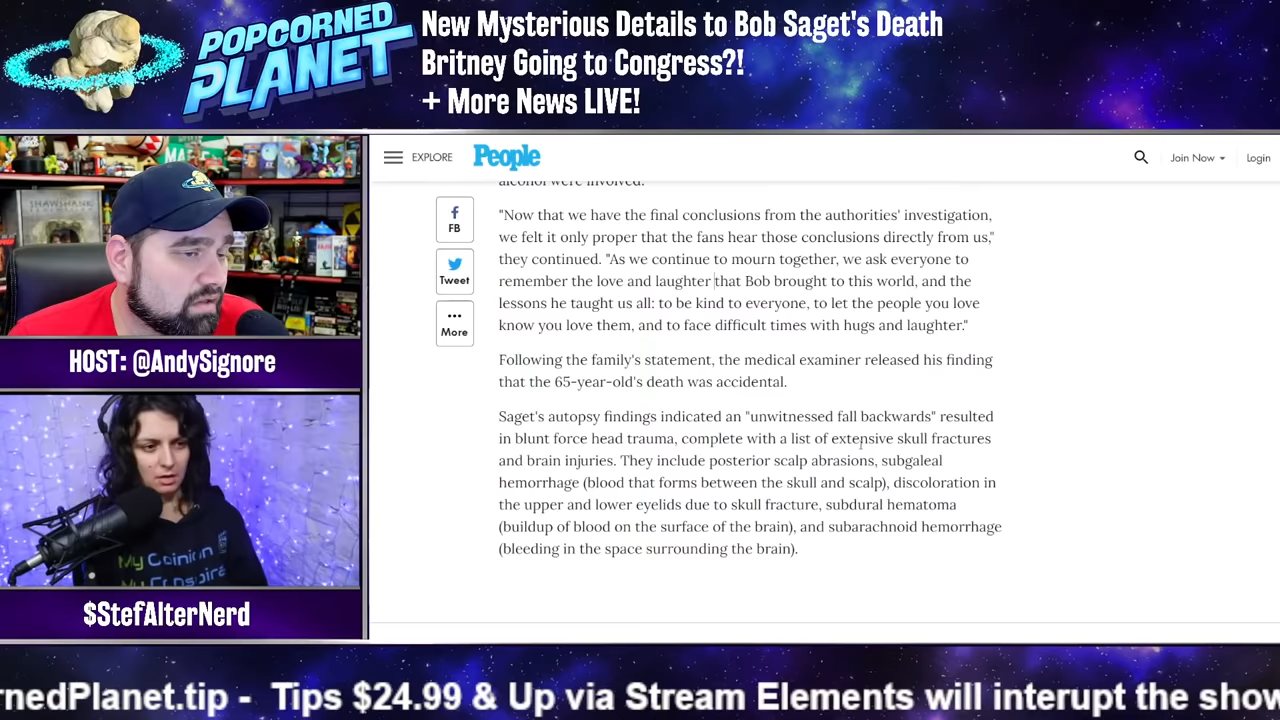 POPCORNED
PLANET
New Mysterious Details to Bob Saget's Death
Britney Going to Congress?!
+ More News LIVE!
SHAWSHANK
HOST: @AndySignore
My Opinion
$StefAlterNerd
EXPLORE
People
Join Now
Login
FB
Tweet
More
alcohol were involved.
"Now that we have the final conclusions from the authorities' investigation,
we felt it only proper that the fans hear those conclusions directly from us,"
they continued. "As we continue to mourn together, we ask everyone to
remember the love and laughter that Bob brought to this world, and the
lessons he taught us all: to be kind to everyone, to let the people you love
know you love them, and to face difficult times with hugs and laughter."
Following the family's statement, the medical examiner released his finding
that the 65-year-old's death was accidental.
Saget's autopsy findings indicated an "unwitnessed fall backwards" resulted
in blunt force head trauma, complete with a list of extensive skull fractures
and brain injuries. They include posterior scalp abrasions, subgaleal
hemorrhage (blood that forms between the skull and scalp), discoloration in
the upper and lower eyelids due to skull fracture, subdural hematoma
(buildup of blood on the surface of the brain), and subarachnoid hemorrhage
(bleeding in the space surrounding the brain).
rnedPlanet.tip - Tips $24.99 & Up via Stream Elements will interupt the show